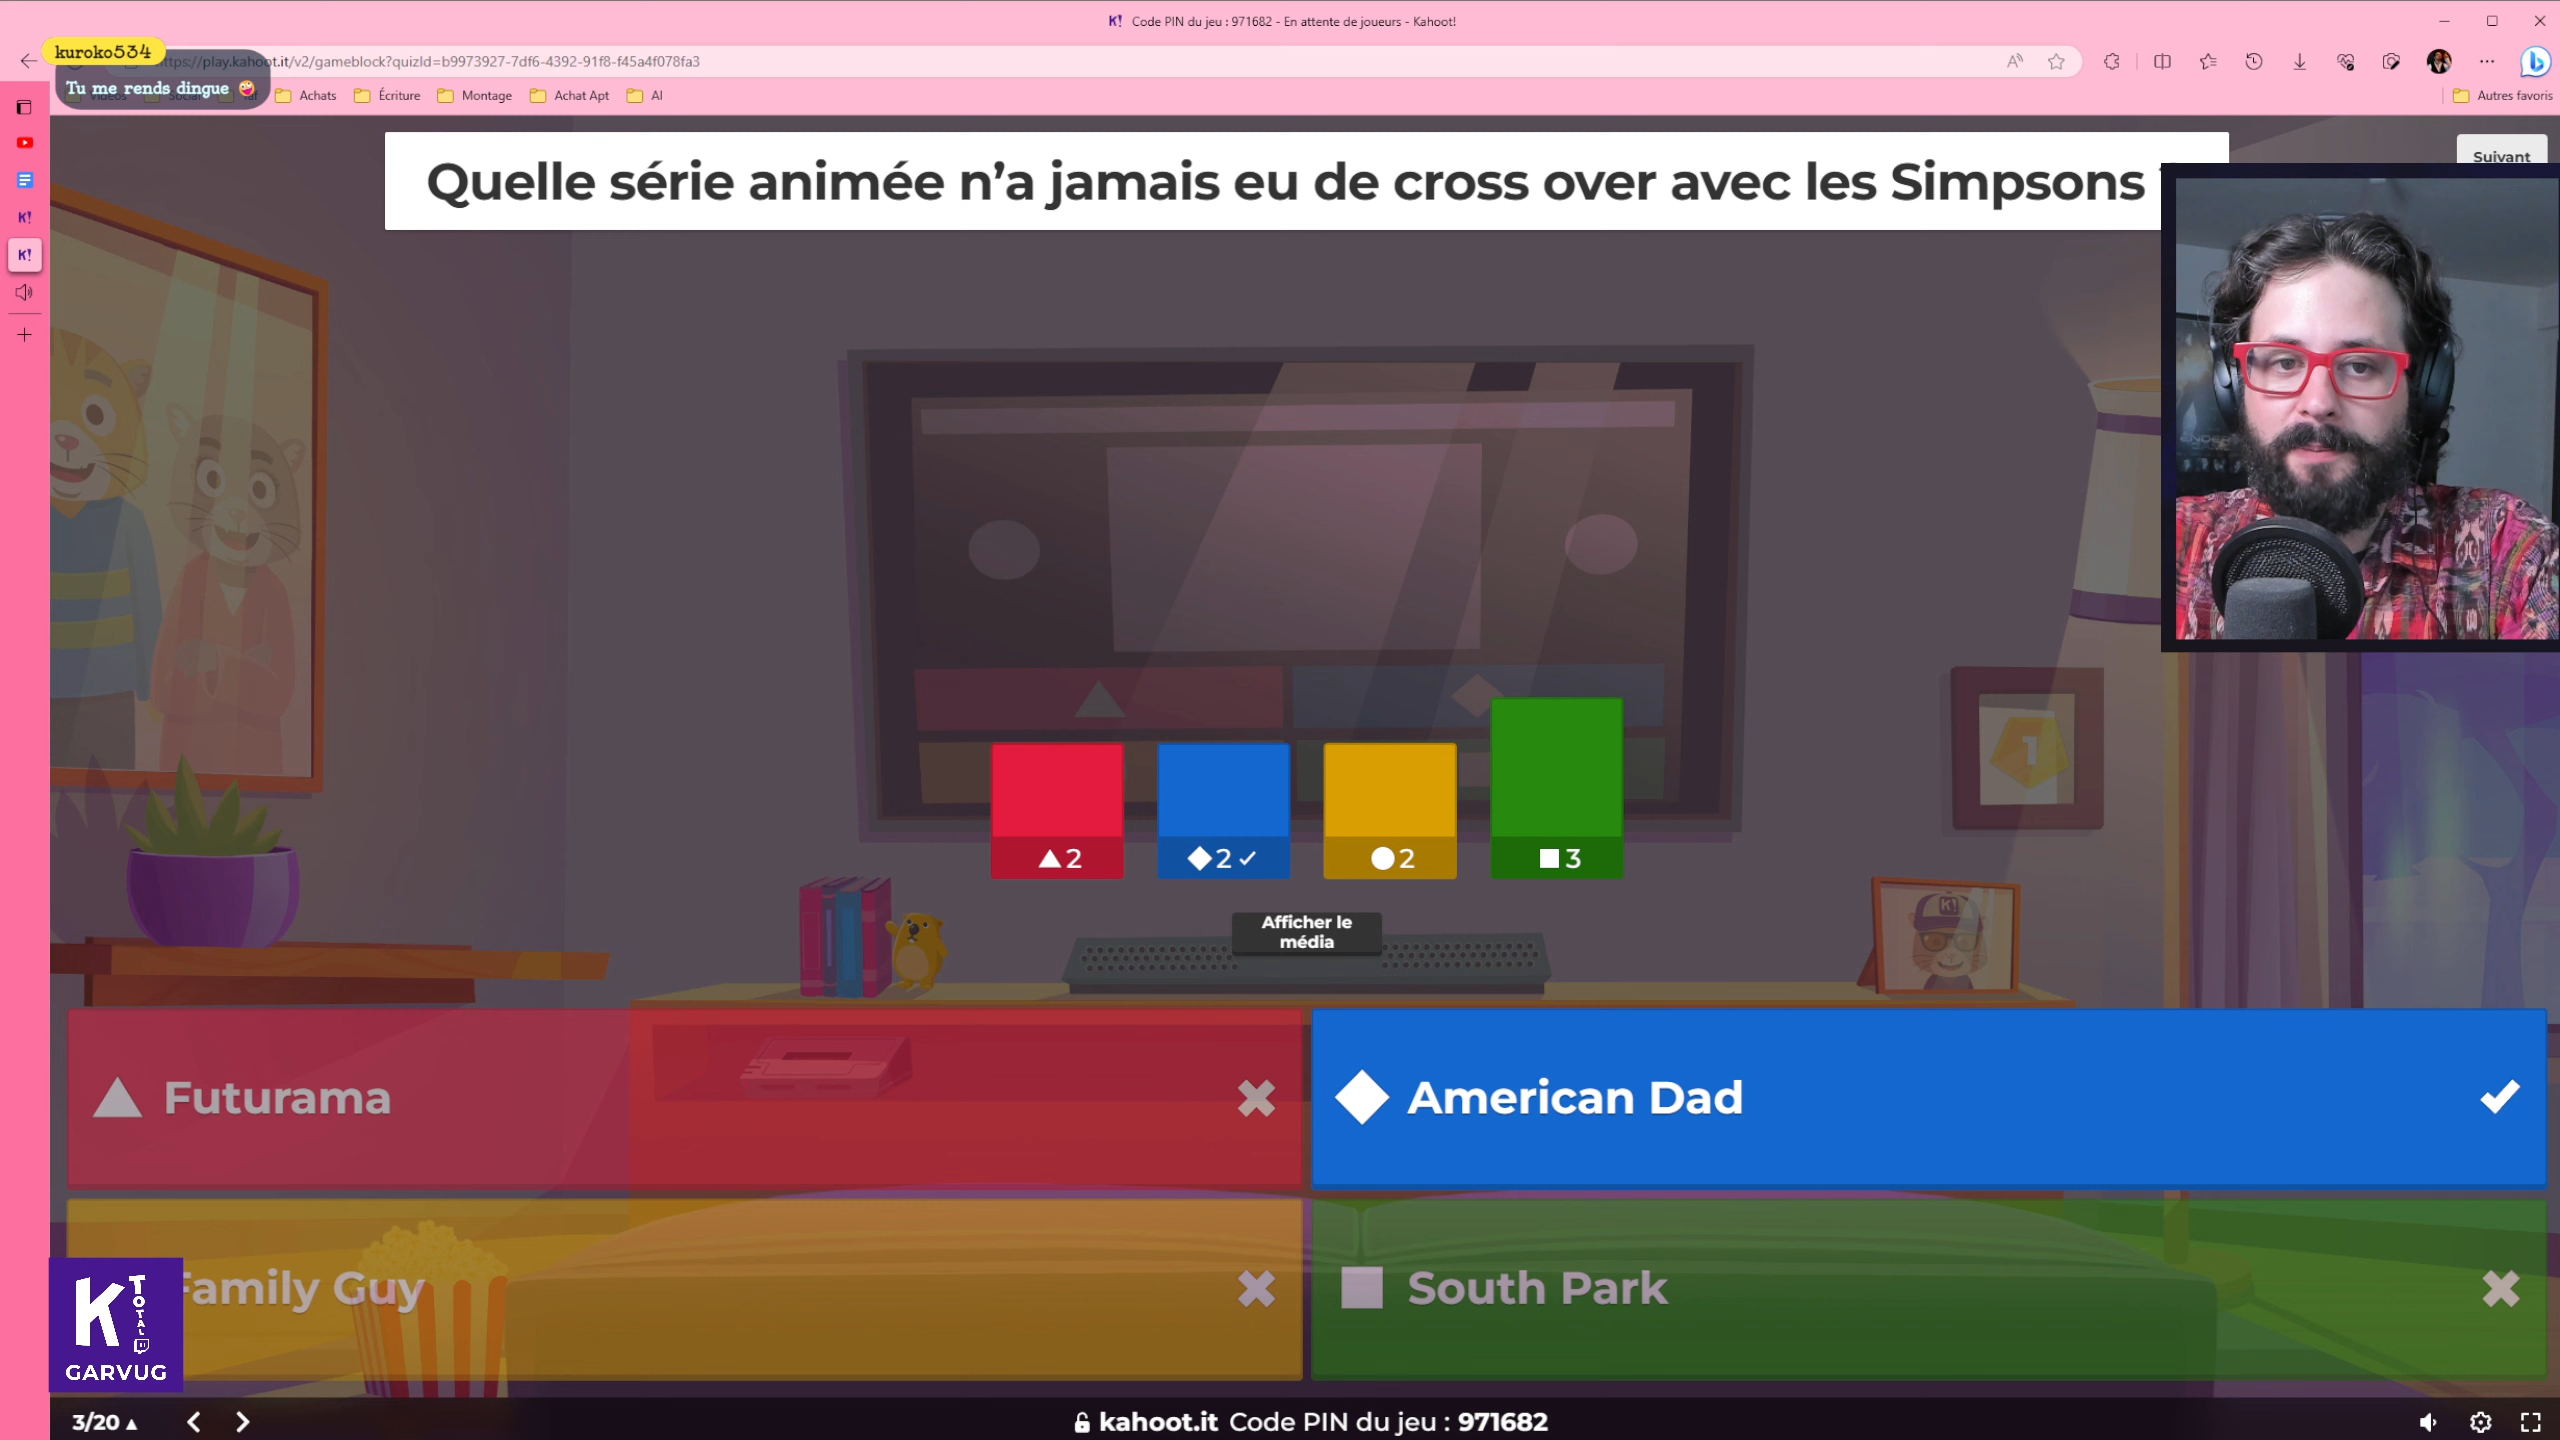 K! Code PIN du jeu : 971682 - En attente de joueurs - Kahoot!
kuroko534
https://play.kahoot.it/v2/gameblock?quizId=b9973927-7df6-4392-91f8-f45a4f078fa3
Tu me rends dingue 🤪
Achats Écriture Montage Achat Apt AI Autres favoris
Quelle série animée n’a jamais eu de cross over avec les Simpsons
Suivant
K!
K!
1
2 2 2 3
K!
Afficher le
média
Futurama
American Dad
Family Guy
South Park
K TOTAL
GARVUG
3/20
kahoot.it Code PIN du jeu : 971682